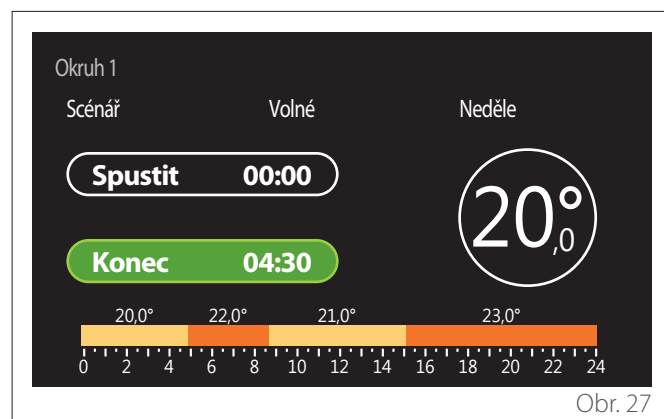 Okruh 1
Scénář Volné Neděle
Spustit 00:00
20,0°
Konec 04:30
20,0° 22,0° 21,0° 23,0°
0 2 4 6 8 10 12 14 16 18 20 22 24
Obr. 27